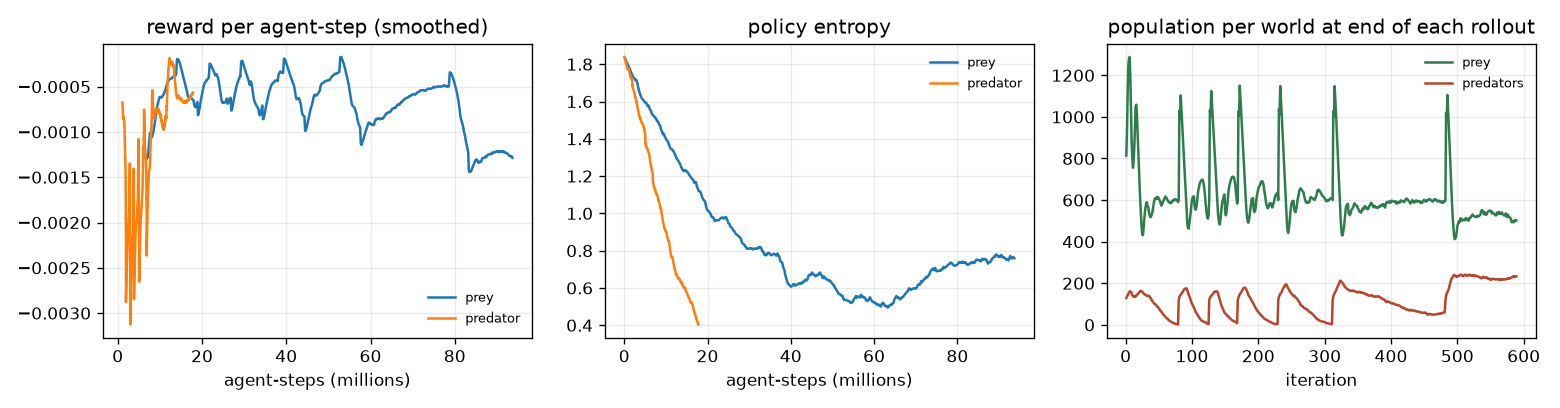 reward per agent-step (smoothed)
−0.0005
−0.0010
−0.0015
−0.0020
−0.0025
−0.0030
prey
predator
0 20 40 60 80
agent-steps (millions)
policy entropy
1.8
1.6
1.4
1.2
1.0
0.8
0.6
0.4
prey
predator
0 20 40 60 80
agent-steps (millions)
population per world at end of each rollout
1200
1000
800
600
400
200
0
prey
predators
0 100 200 300 400 500 600
iteration